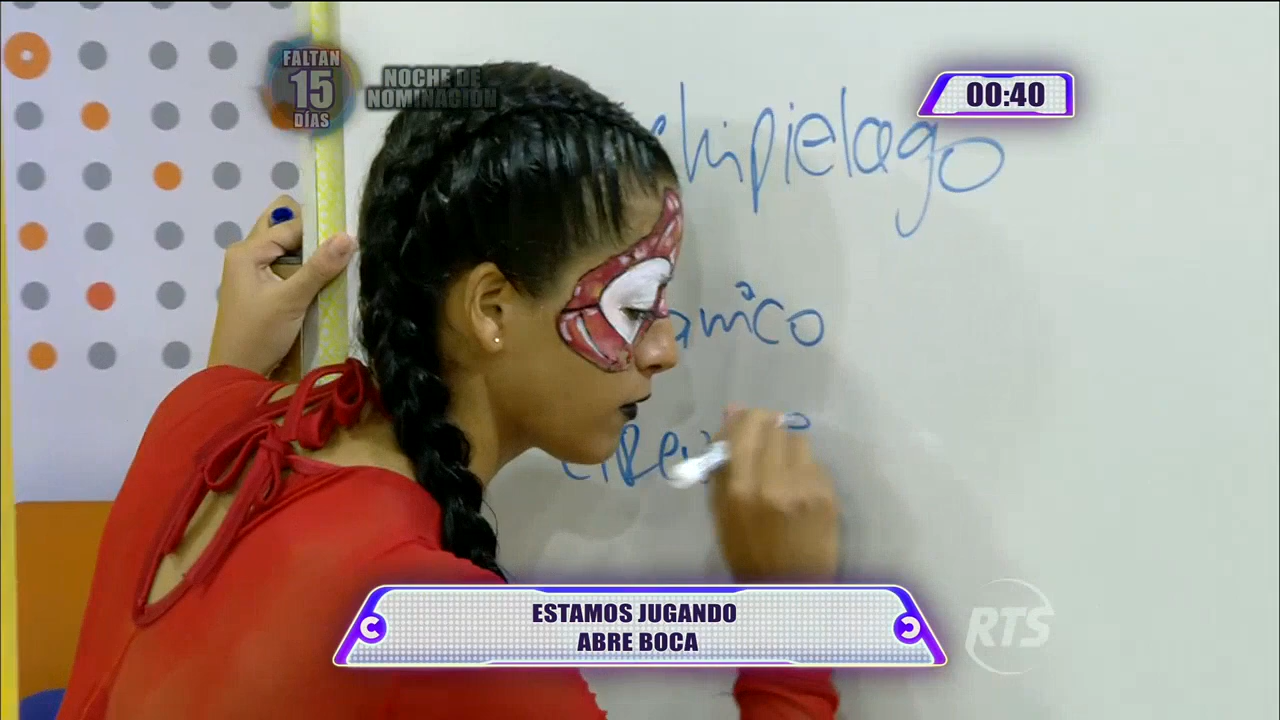 FALTAN
15
DÍAS
NOCHE DE
NOMINACIÓN
00:40
chipielago
amico
ESTAMOS JUGANDO
ABRE BOCA
RTS